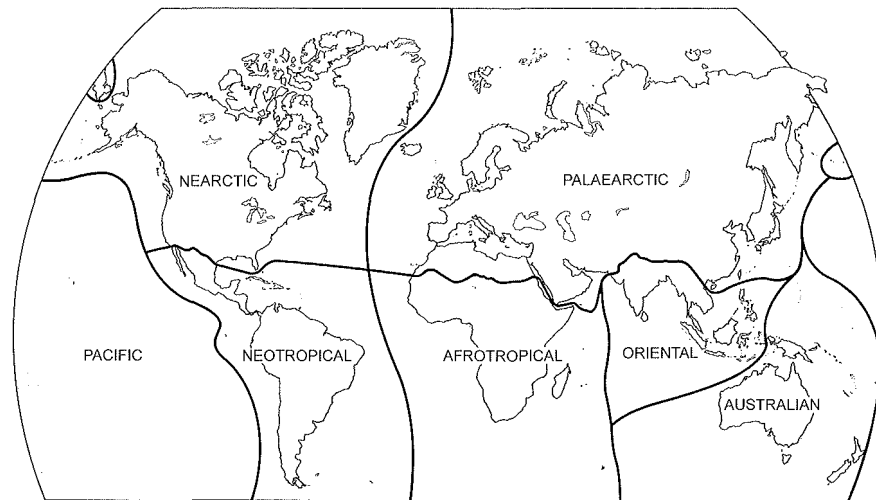 NEARCTIC
PALAEARCTIC
PACIFIC
NEOTROPICAL
AFROTROPICAL
ORIENTAL
AUSTRALIAN